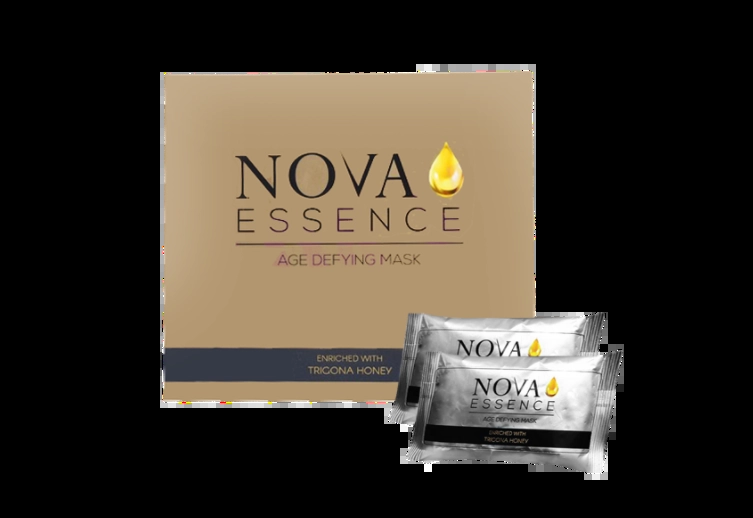 NOVA
ESSENCE
AGE DEFYING MASK
ENRICHED WITH
TRIGONA HONEY
NOVA
NOVA
ESSENCE
AGE DEFYING MASK
ENRICHED WITH
TRIGONA HONEY